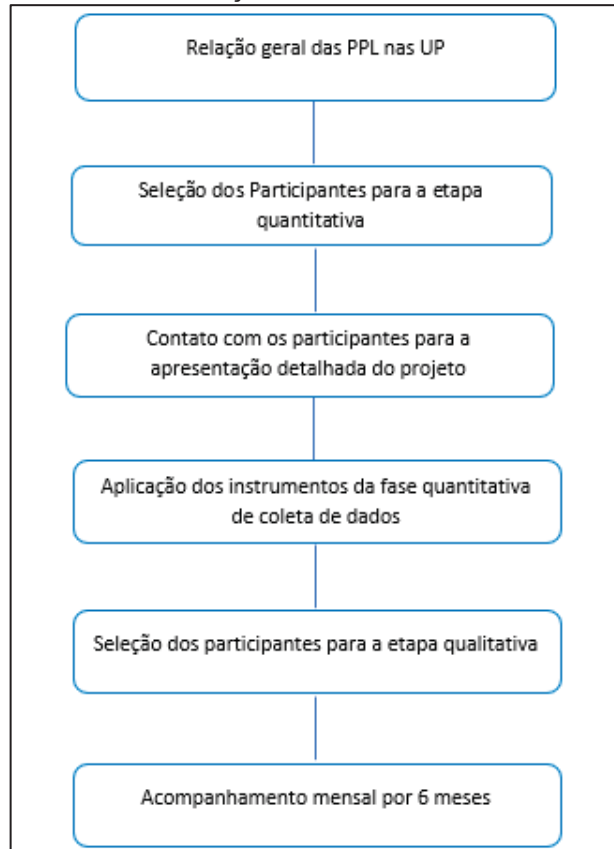 Relação geral das PPL nas UP
Seleção dos Participantes para a etapa
quantitativa
Contato com os participantes para a
apresentação detalhada do projeto
Aplicação dos instrumentos da fase quantitativa
de coleta de dados
Seleção dos participantes para a etapa qualitativa
Acompanhamento mensal por 6 meses